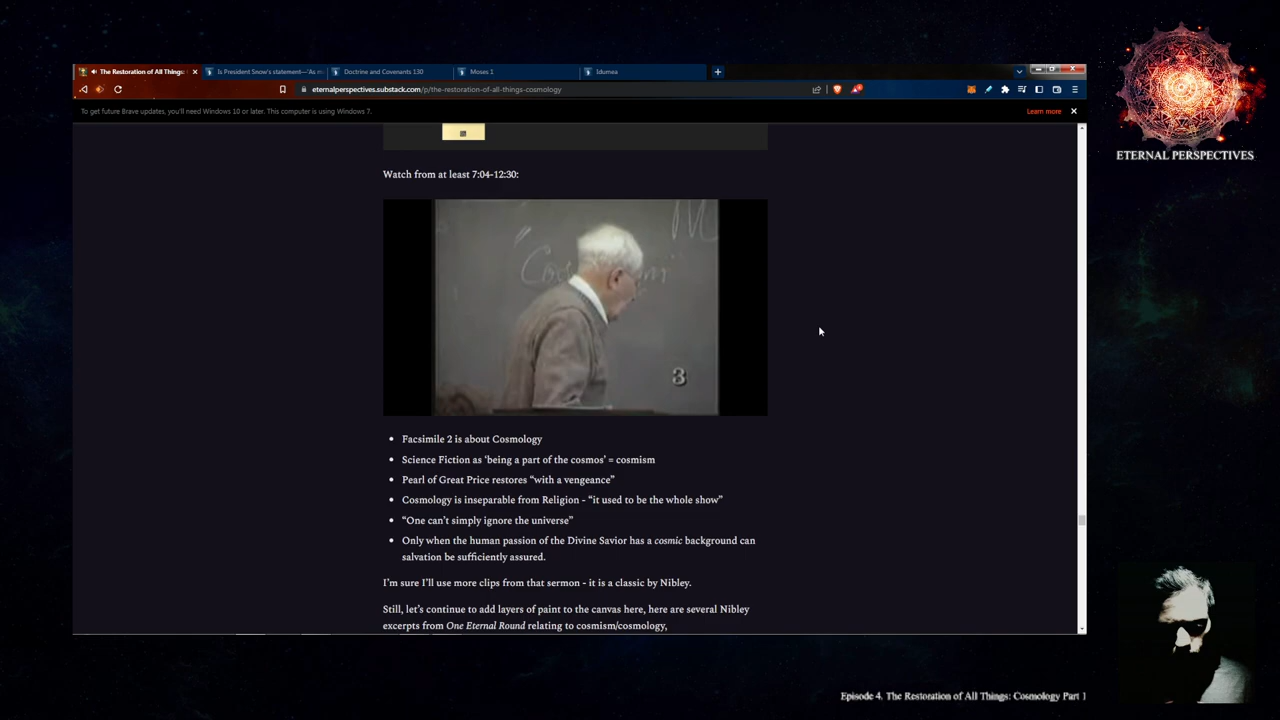 The Restoration of All Things:
Is President Snow's statement—'As m
Doctrine and Covenants 130
Moses 1
Idumea
eternalperspectives.substack.com/p/the-restoration-of-all-things-cosmology
To get future Brave updates, you'll need Windows 10 or later. This computer is using Windows 7.
Learn more
ETERNAL PERSPECTIVES
Watch from at least 7:04-12:30:
3
Facsimile 2 is about Cosmology
Science Fiction as 'being a part of the cosmos' = cosmism
Pearl of Great Price restores “with a vengeance”
Cosmology is inseparable from Religion - “it used to be the whole show”
“One can't simply ignore the universe”
Only when the human passion of the Divine Savior has a cosmic background can
salvation be sufficiently assured.
I'm sure I'll use more clips from that sermon - it is a classic by Nibley.
Still, let's continue to add layers of paint to the canvas here, here are several Nibley
excerpts from One Eternal Round relating to cosmism/cosmology,
Episode 4. The Restoration of All Things: Cosmology Part 1